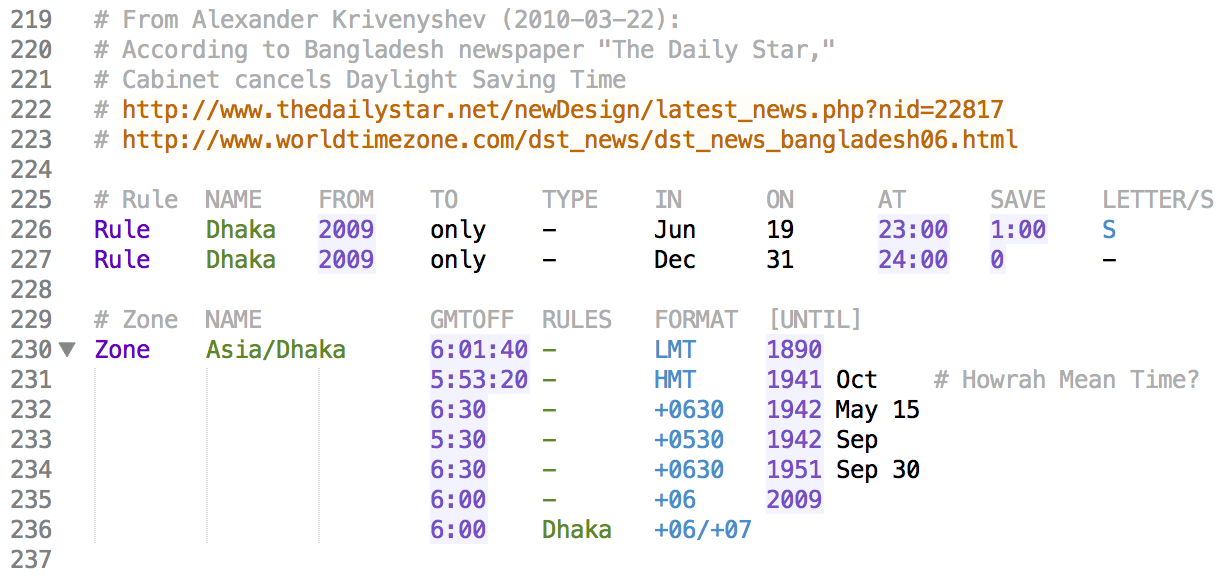 219 # From Alexander Krivenyshev (2010-03-22):
220 # According to Bangladesh newspaper "The Daily Star,"
221 # Cabinet cancels Daylight Saving Time
222 # http://www.thedailystar.net/newDesign/latest_news.php?nid=22817
223 # http://www.worldtimezone.com/dst_news/dst_news_bangladesh06.html
224
225 # Rule NAME FROM TO TYPE IN ON AT SAVE LETTER/S
226 Rule Dhaka 2009 only - Jun 19 23:00 1:00 S
227 Rule Dhaka 2009 only - Dec 31 24:00 0 -
228
229 # Zone NAME GMTOFF RULES FORMAT [UNTIL]
230 Zone Asia/Dhaka 6:01:40 - LMT 1890
231 5:53:20 - HMT 1941 Oct # Howrah Mean Time?
232 6:30 - +0630 1942 May 15
233 5:30 - +0530 1942 Sep
234 6:30 - +0630 1951 Sep 30
235 6:00 - +06 2009
236 6:00 Dhaka +06/+07
237